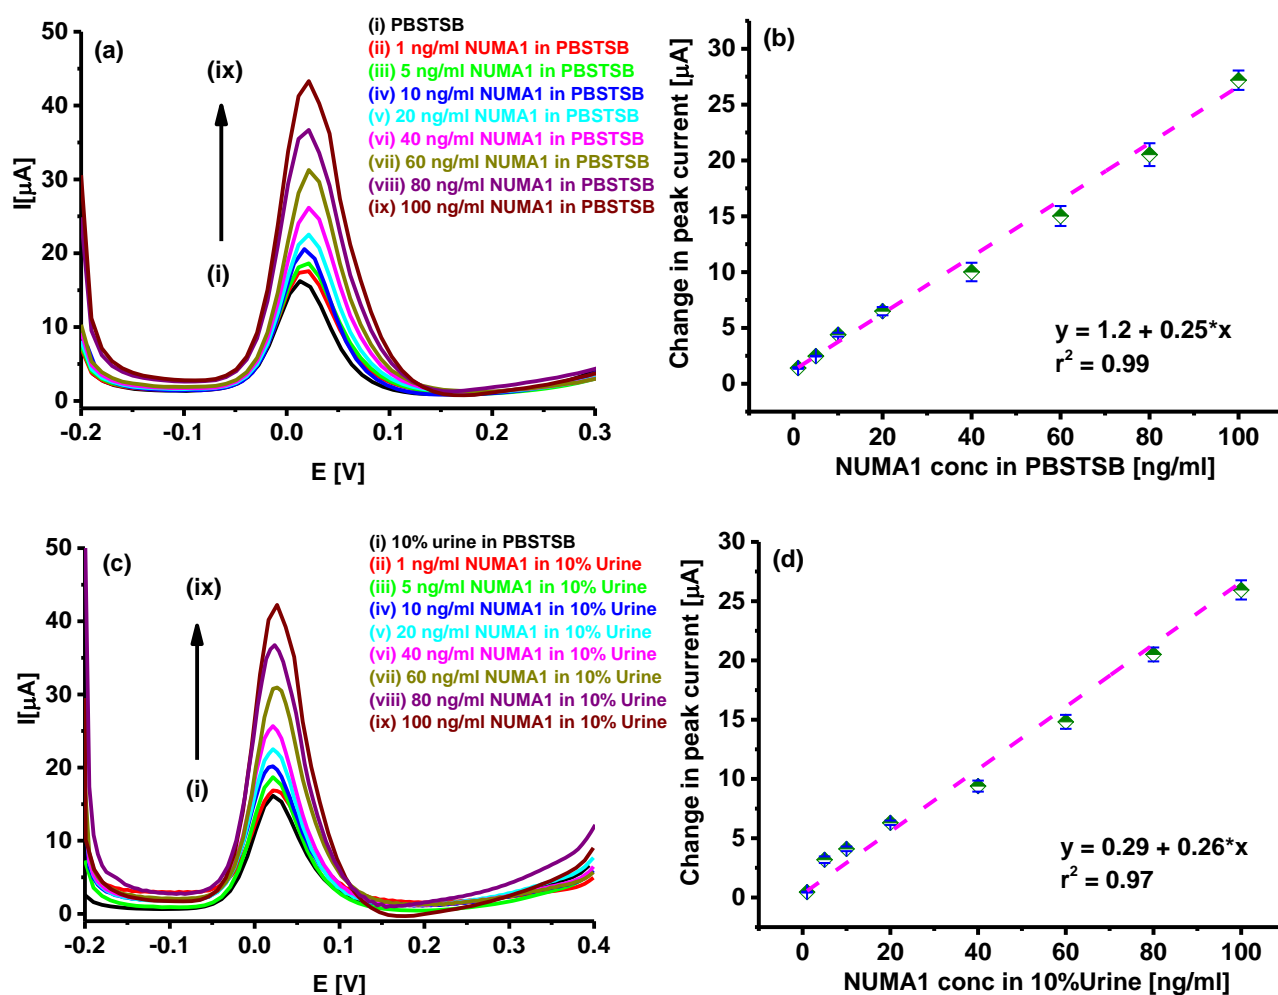 (a)
(ix)
(i)
(i) PBSTSB
(ii) 1 ng/ml NUMA1 in PBSTSB
(iii) 5 ng/ml NUMA1 in PBSTSB
(iv) 10 ng/ml NUMA1 in PBSTSB
(v) 20 ng/ml NUMA1 in PBSTSB
(vi) 40 ng/ml NUMA1 in PBSTSB
(vii) 60 ng/ml NUMA1 in PBSTSB
(viii) 80 ng/ml NUMA1 in PBSTSB
(ix) 100 ng/ml NUMA1 in PBSTSB
I[μA]
50
40
30
20
10
0
-0.2 -0.1 0.0 0.1 0.2 0.3
E [V]
(b)
Change in peak current [μA]
30
25
20
15
10
5
0
y = 1.2 + 0.25*x
r² = 0.99
0 20 40 60 80 100
NUMA1 conc in PBSTSB [ng/ml]
(c)
(ix)
(i)
(i) 10% urine in PBSTSB
(ii) 1 ng/ml NUMA1 in 10% Urine
(iii) 5 ng/ml NUMA1 in 10% Urine
(iv) 10 ng/ml NUMA1 in 10% Urine
(v) 20 ng/ml NUMA1 in 10% Urine
(vi) 40 ng/ml NUMA1 in 10% Urine
(vii) 60 ng/ml NUMA1 in 10% Urine
(viii) 80 ng/ml NUMA1 in 10% Urine
(ix) 100 ng/ml NUMA1 in 10% Urine
I[μA]
50
40
30
20
10
0
-0.2 -0.1 0.0 0.1 0.2 0.3 0.4
E [V]
(d)
Change in peak current [μA]
30
25
20
15
10
5
0
y = 0.29 + 0.26*x
r² = 0.97
0 20 40 60 80 100
NUMA1 conc in 10%Urine [ng/ml]